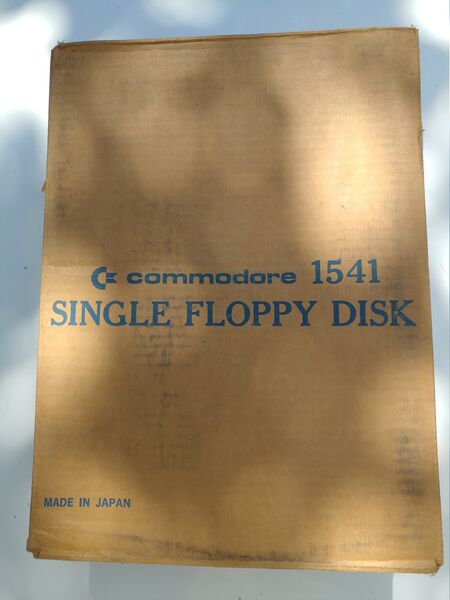 commodore 1541
SINGLE FLOPPY DISK
MADE IN JAPAN